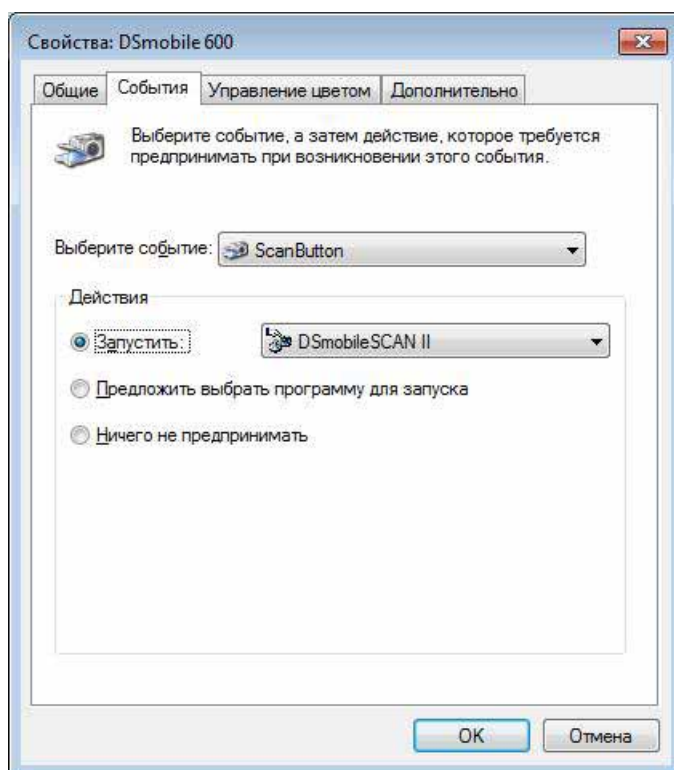 Свойства: DSmobile 600
Общие События Управление цветом Дополнительно
Выберите событие, а затем действие, которое требуется
предпринимать при возникновении этого события.
Выберите событие: ScanButton
Действия
Запустить: DSmobileSCAN II
Предложить выбрать программу для запуска
Ничего не предпринимать
OK Отмена